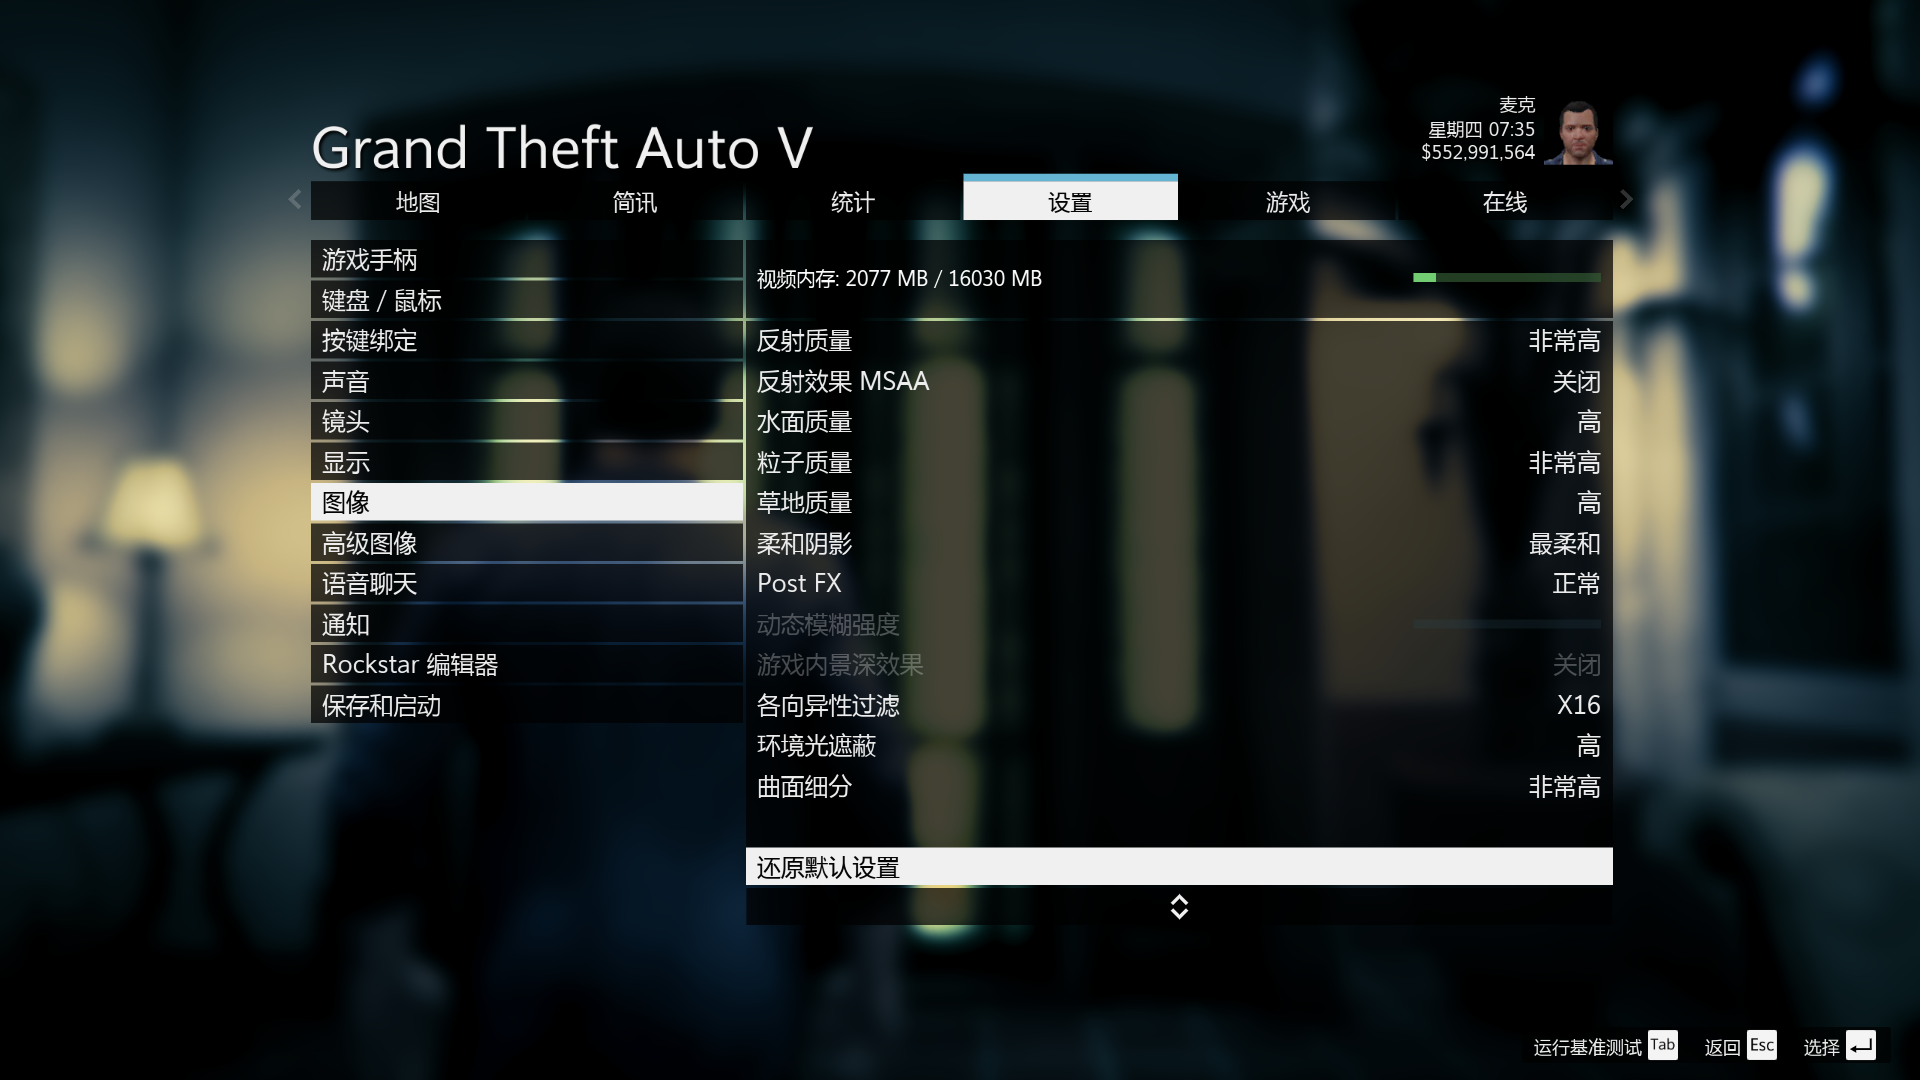 麦克
星期四 07:35
$552,991,564
Grand Theft Auto V
地图 简讯 统计 设置 游戏 在线
游戏手柄
键盘 / 鼠标
按键绑定
声音
镜头
显示
图像
高级图像
语音聊天
通知
Rockstar 编辑器
保存和启动
视频内存: 2077 MB / 16030 MB
反射质量 非常高
反射效果 MSAA 关闭
水面质量 高
粒子质量 非常高
草地质量 高
柔和阴影 最柔和
Post FX 正常
动态模糊强度
游戏内景深效果 关闭
各向异性过滤 X16
环境光遮蔽 高
曲面细分 非常高
还原默认设置
运行基准测试 Tab 返回 Esc 选择